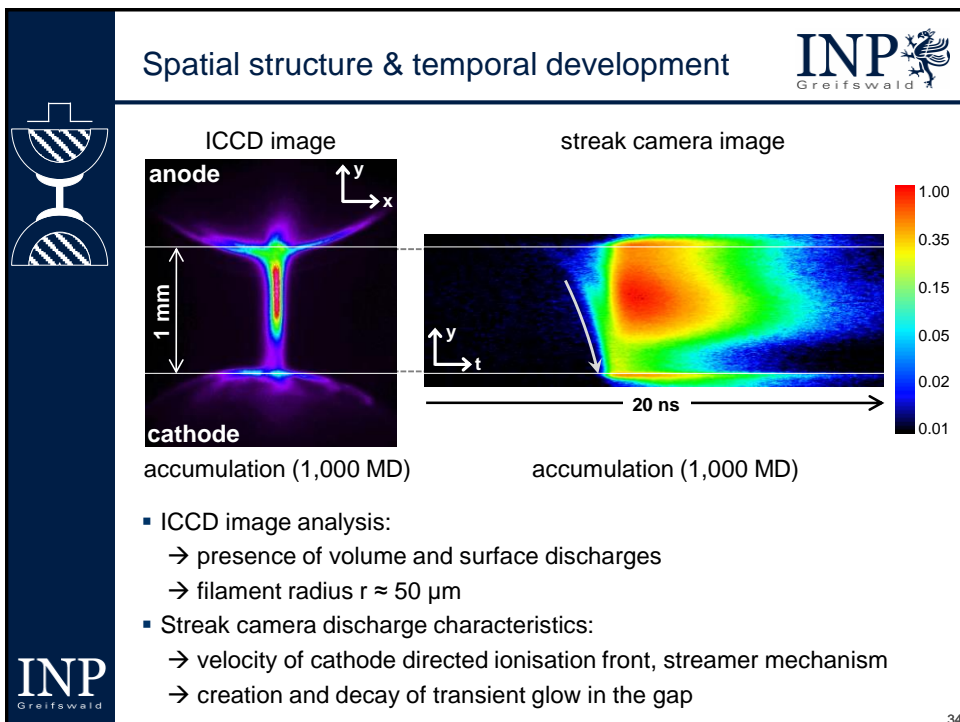 Spatial structure & temporal development
INP
Greifswald
ICCD image
streak camera image
anode
y
x
1 mm
cathode
y
t
20 ns
1.00
0.35
0.15
0.05
0.02
0.01
accumulation (1,000 MD)
accumulation (1,000 MD)
▪ ICCD image analysis:
→ presence of volume and surface discharges
→ filament radius r ≈ 50 µm
▪ Streak camera discharge characteristics:
→ velocity of cathode directed ionisation front, streamer mechanism
→ creation and decay of transient glow in the gap
INP
Greifswald
34